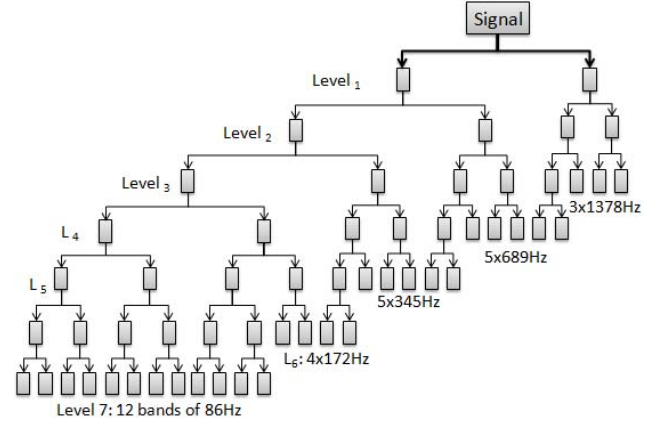 Signal
Level 1
Level 2
Level 3
3x1378Hz
L 4
5x689Hz
L 5
5x345Hz
L6: 4x172Hz
Level 7: 12 bands of 86Hz